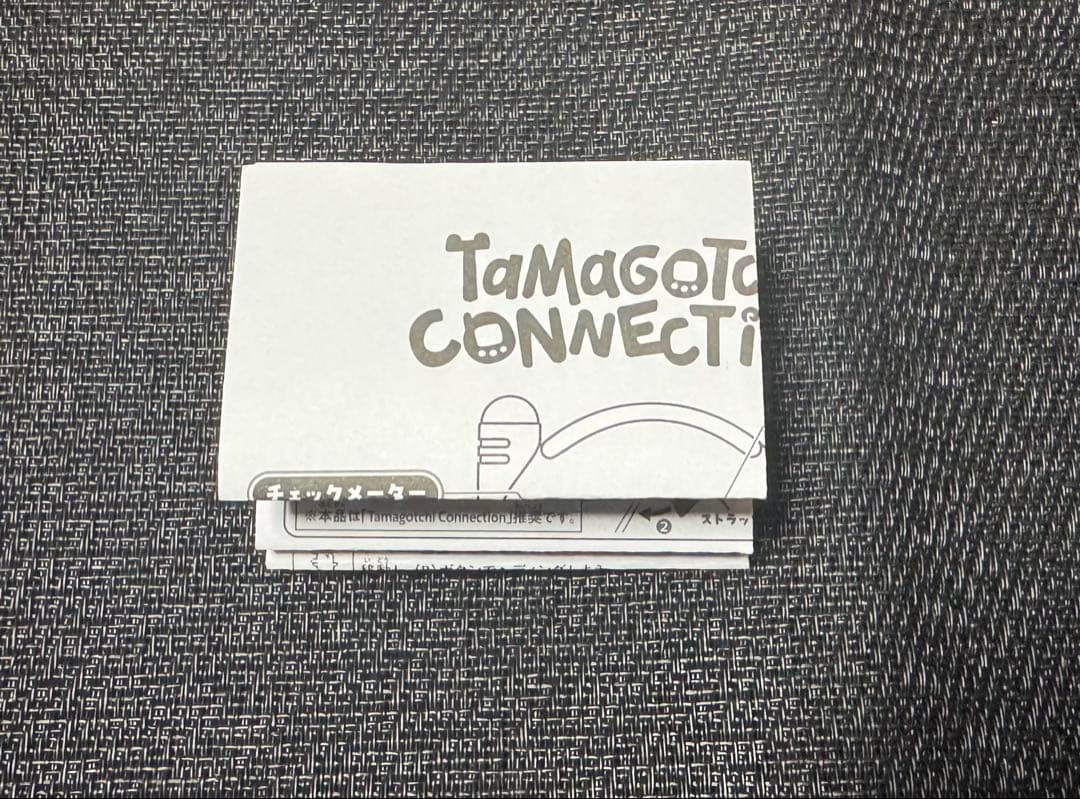 TaMaGOTC
CONNECTi
チェックメーター
※本品は「Tamagotchi Connection」推奨です。
❷
ストラッ